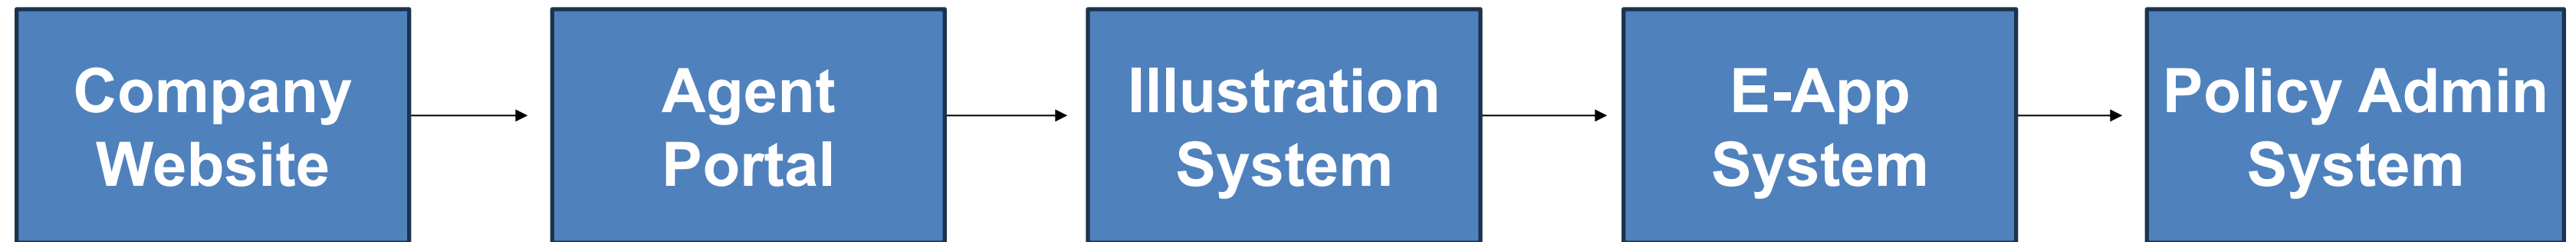 Company
Website
Agent
Portal
Illustration
System
E-App
System
Policy Admin
System